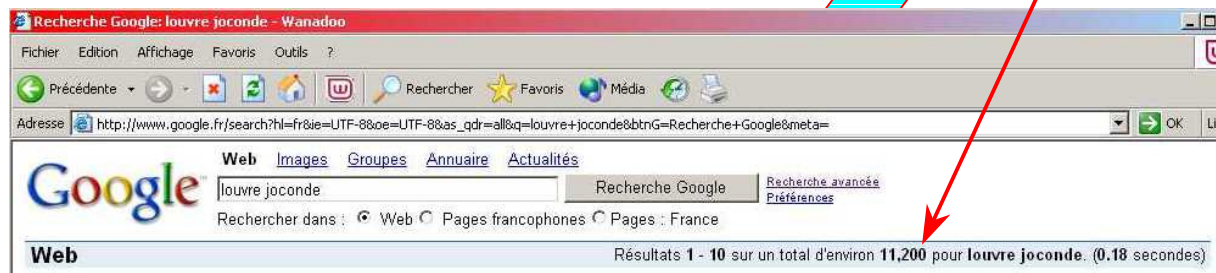 Recherche Google: louvre joconde - Wanadoo
Fichier Edition Affichage Favoris Outils ?
Précédente Rechercher Favoris Média
Adresse http://www.google.fr/search?hl=fr&ie=UTF-8&oe=UTF-8&as_qdr=all&q=louvre+joconde&btnG=Recherche+Google&meta= OK Li
Web Images Groupes Annuaire Actualités
Google louvre joconde Recherche Google Recherche avancée
Préférences
Rechercher dans : Web Pages francophones Pages : France
Web Résultats 1 - 10 sur un total d'environ 11,200 pour louvre joconde. (0.18 secondes)